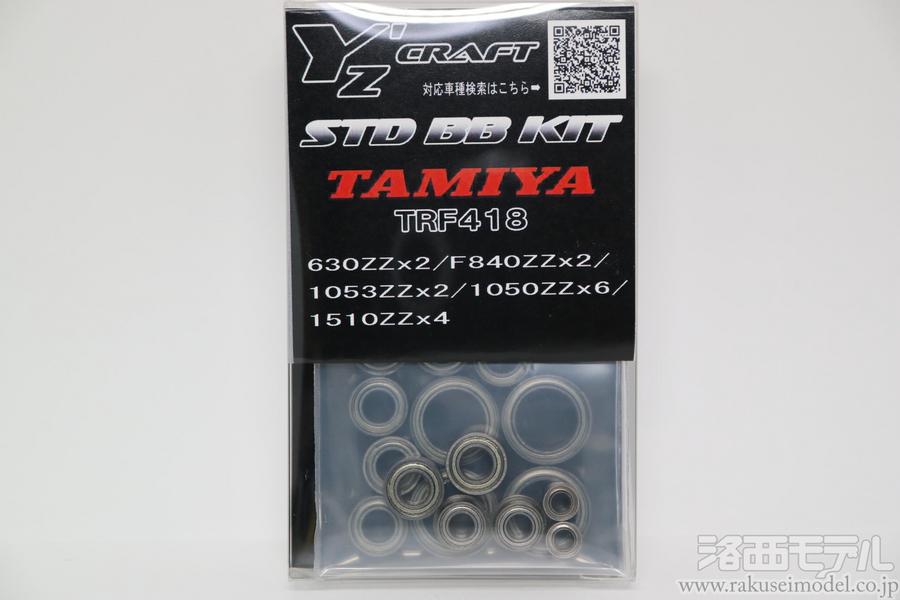 Y'Z CRAFT
対応車種検索はこちら➡
STD BB KIT
TAMIYA
TRF418
630ZZx2/F840ZZx2/
1053ZZx2/1050ZZx6/
1510ZZx4
洛西モデル
www.rakuseimodel.co.jp